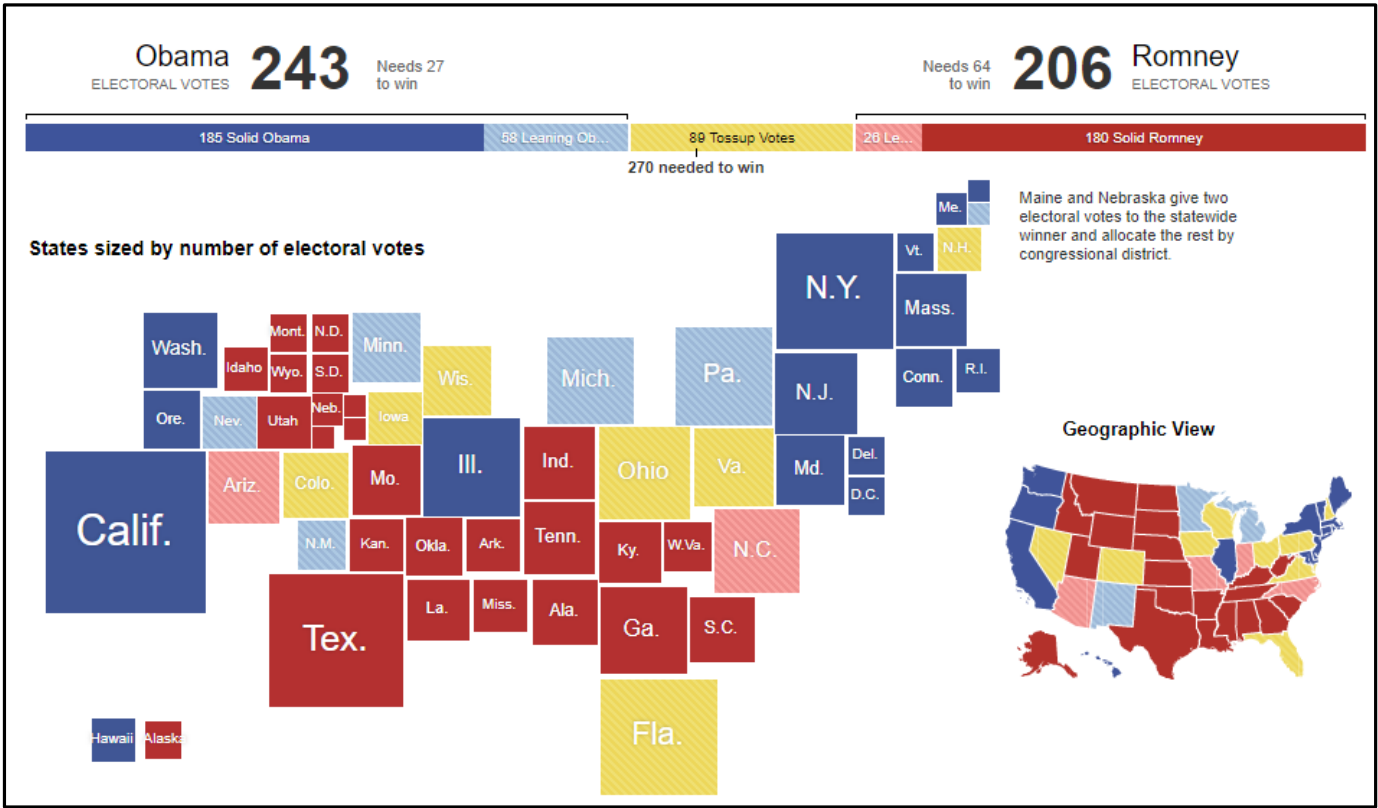 Obama
ELECTORAL VOTES
243
Needs 27
to win
Needs 64
to win
206
Romney
ELECTORAL VOTES
185 Solid Obama
58 Leaning Ob...
89 Tossup Votes
26 Le...
180 Solid Romney
270 needed to win
Maine and Nebraska give two
electoral votes to the statewide
winner and allocate the rest by
congressional district.
States sized by number of electoral votes
Me.
Vt.
N.H.
N.Y.
Mass.
Wash.
Mont.
N.D.
Minn.
Idaho
Wyo.
S.D.
Wis.
Mich.
Pa.
N.J.
Conn.
R.I.
Ore.
Nev.
Utah
Neb.
Iowa
Geographic View
Calif.
Ariz.
Colo.
Mo.
Ill.
Ind.
Ohio
Va.
Md.
Del.
D.C.
N.M.
Kan.
Okla.
Ark.
Tenn.
Ky.
W.Va.
N.C.
Tex.
La.
Miss.
Ala.
Ga.
S.C.
Fla.
Hawaii
Alaska